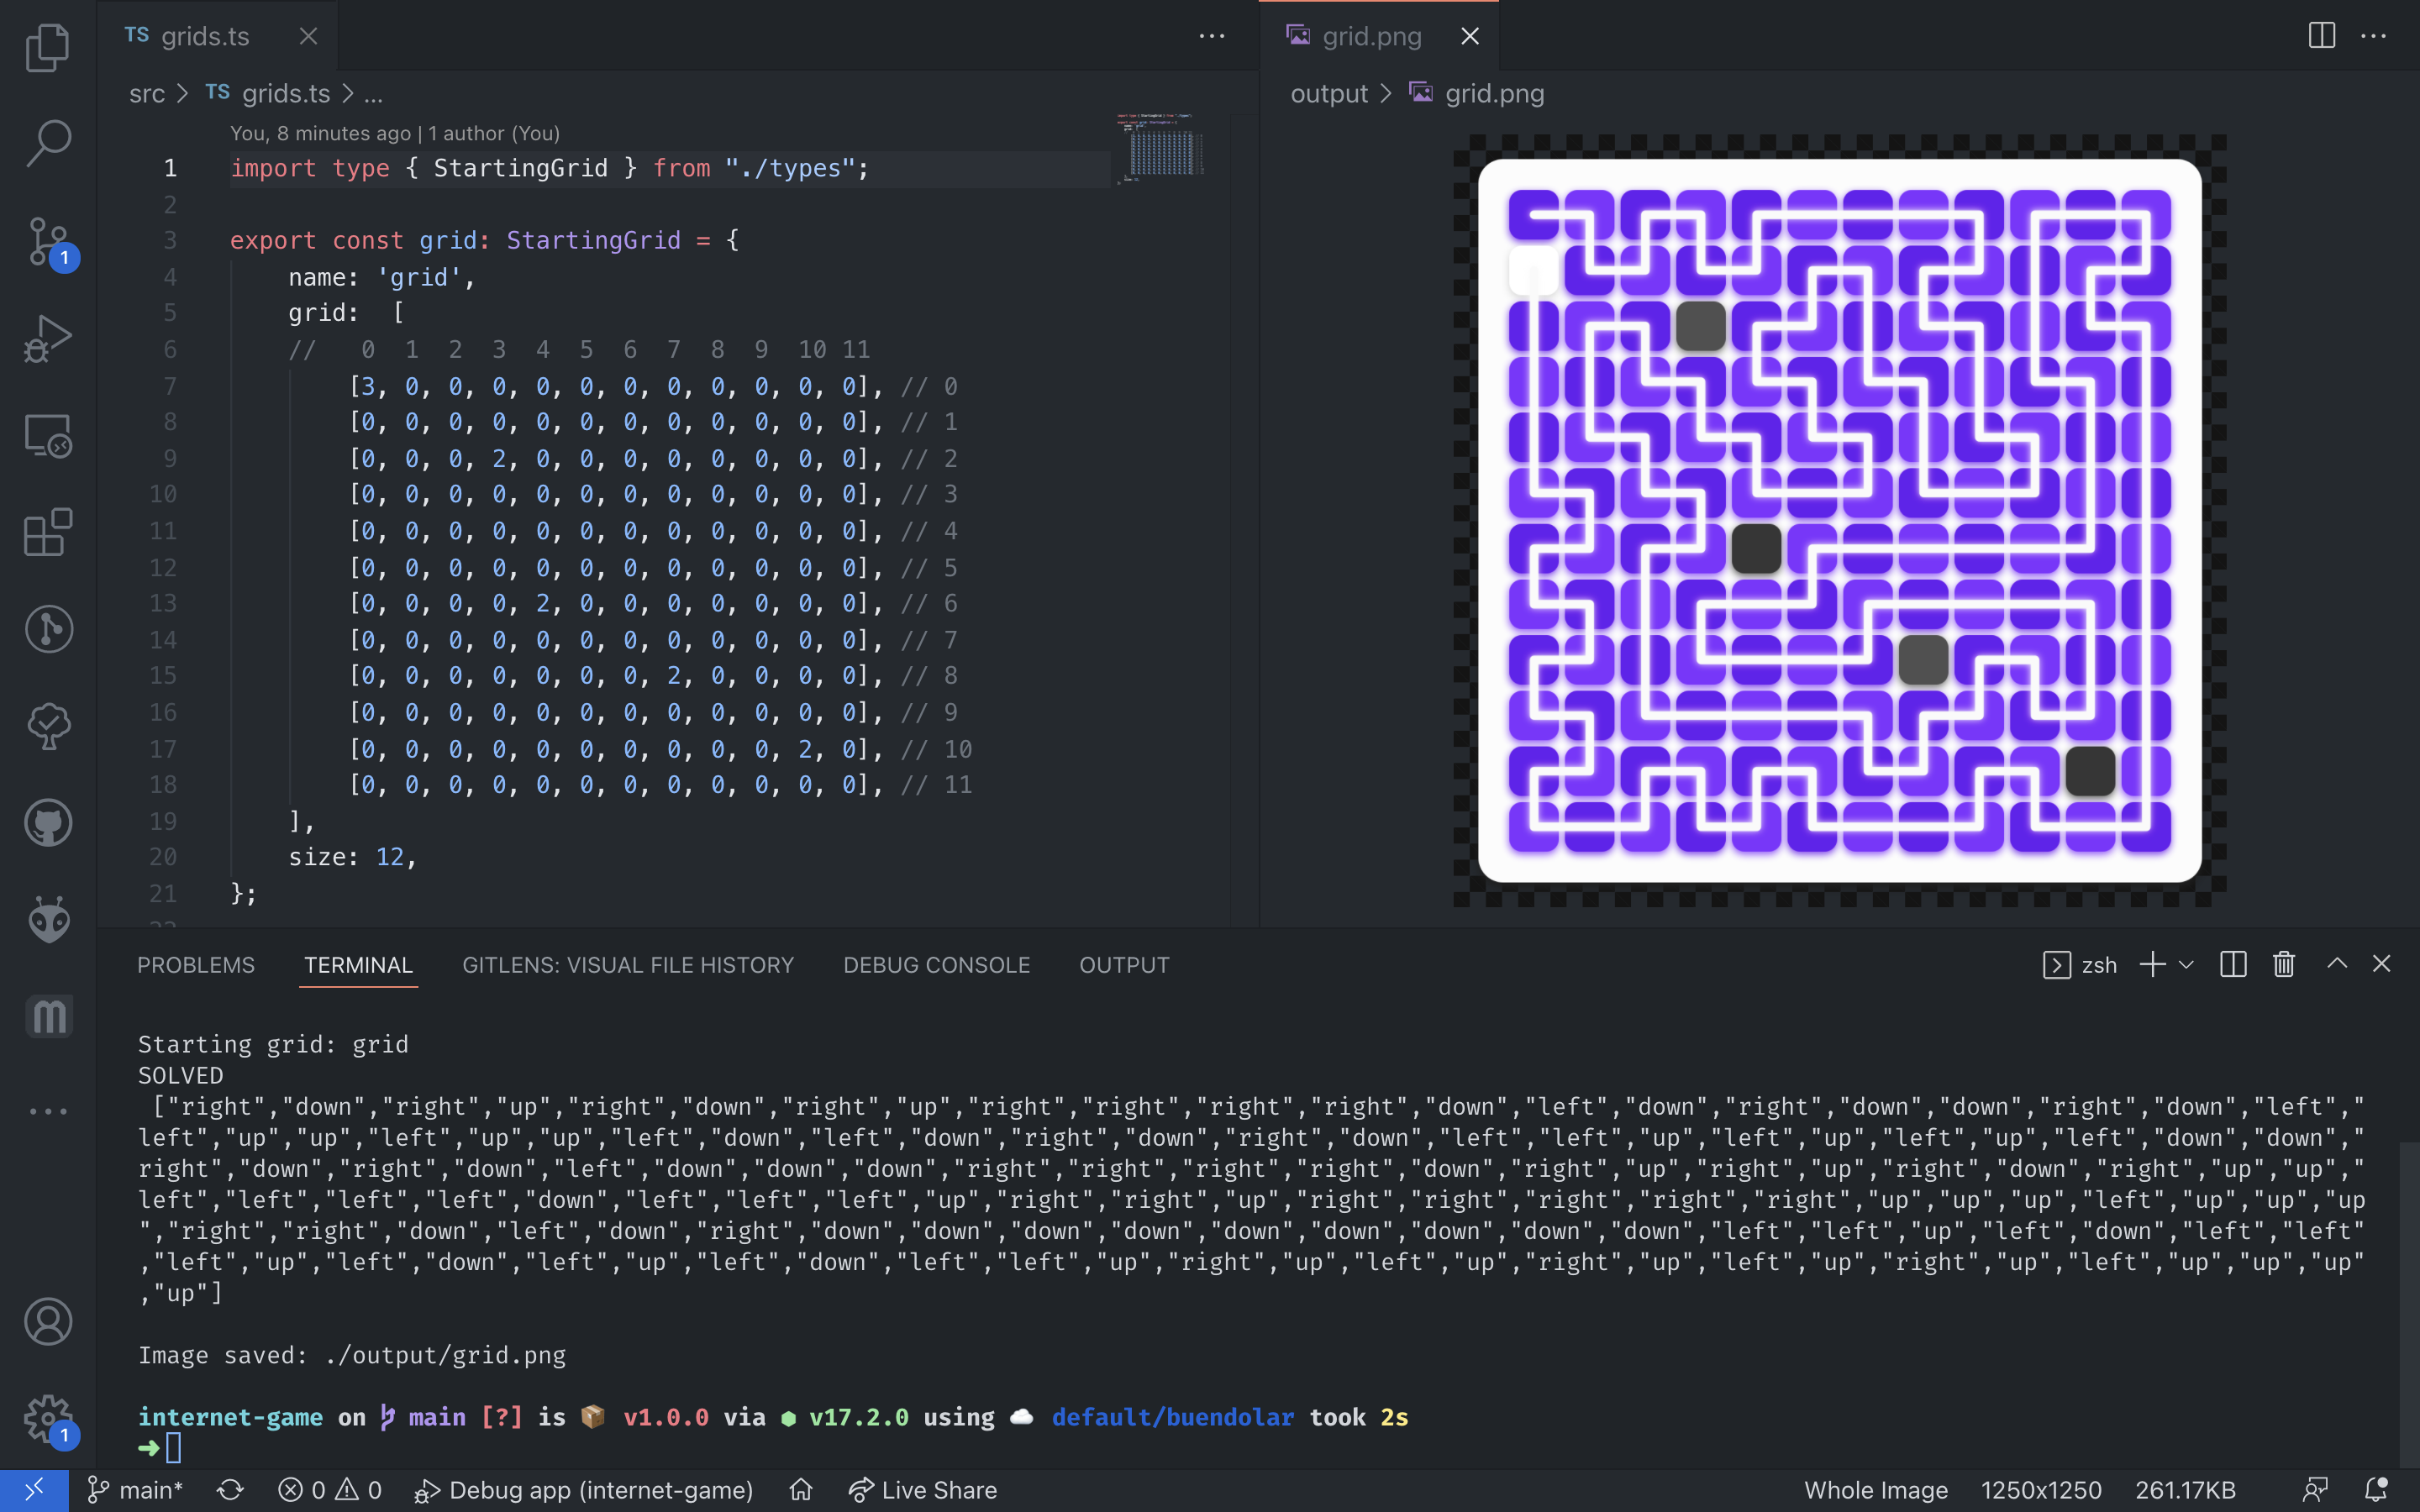 TS grids.ts
grid.png
src > TS grids.ts > ...
output > grid.png
You, 8 minutes ago | 1 author (You)
1 import type { StartingGrid } from "./types";
2
3 export const grid: StartingGrid = {
4 name: 'grid',
5 grid: [
6 // 0 1 2 3 4 5 6 7 8 9 10 11
7 [3, 0, 0, 0, 0, 0, 0, 0, 0, 0, 0, 0], // 0
8 [0, 0, 0, 0, 0, 0, 0, 0, 0, 0, 0, 0], // 1
9 [0, 0, 0, 2, 0, 0, 0, 0, 0, 0, 0, 0], // 2
10 [0, 0, 0, 0, 0, 0, 0, 0, 0, 0, 0, 0], // 3
11 [0, 0, 0, 0, 0, 0, 0, 0, 0, 0, 0, 0], // 4
12 [0, 0, 0, 0, 0, 0, 0, 0, 0, 0, 0, 0], // 5
13 [0, 0, 0, 0, 2, 0, 0, 0, 0, 0, 0, 0], // 6
14 [0, 0, 0, 0, 0, 0, 0, 0, 0, 0, 0, 0], // 7
15 [0, 0, 0, 0, 0, 0, 0, 2, 0, 0, 0, 0], // 8
16 [0, 0, 0, 0, 0, 0, 0, 0, 0, 0, 0, 0], // 9
17 [0, 0, 0, 0, 0, 0, 0, 0, 0, 0, 2, 0], // 10
18 [0, 0, 0, 0, 0, 0, 0, 0, 0, 0, 0, 0], // 11
19 ],
20 size: 12,
21 };
1
m
1
PROBLEMS TERMINAL GITLENS: VISUAL FILE HISTORY DEBUG CONSOLE OUTPUT
zsh
Starting grid: grid
SOLVED
["right","down","right","up","right","down","right","up","right","right","right","right","down","left","down","right","down","down","right","down","left","
left","up","up","left","up","up","left","down","left","down","right","down","right","down","left","left","up","left","up","left","up","left","down","down","
right","down","right","down","left","down","down","down","right","right","right","right","down","right","up","right","up","right","down","right","up","up","
left","left","left","left","down","left","left","left","up","right","right","up","right","right","right","right","right","up","up","up","left","up","up","up
","right","right","down","left","down","right","down","down","down","down","down","down","down","down","down","left","left","up","left","down","left","left"
,"left","up","left","down","left","up","left","down","left","left","up","right","up","left","up","right","up","left","up","right","up","left","up","up","up"
,"up"]
Image saved: ./output/grid.png
internet-game on main [?] is 📦 v1.0.0 via ⬢ v17.2.0 using ☁️ default/buendolar took 2s
➜
main* 0 0 Debug app (internet-game) Live Share
Whole Image 1250x1250 261.17KB